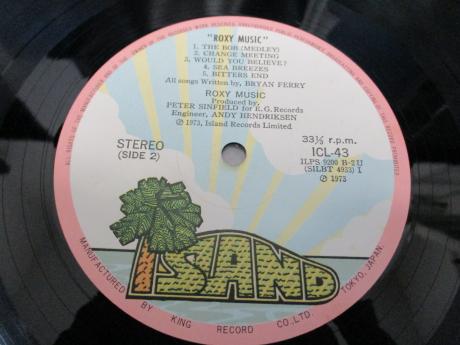 "ROXY MUSIC"
1. THE BOB (MEDLEY)
2. CHANGE MEETING
3. WOULD YOU BELIEVE?
4. SEA BREEZES
5. BITTERS END
All songs Written by, BRYAN FERRY
ROXY MUSIC
Produced by,
PETER SINFIELD for E.G. Records
Engineer, ANDY HENDRIKSEN
℗ 1973, Island Records Limited
STEREO
(SIDE 2)
33⅓ r.p.m.
ICL-43
ILPS 9200 B-2U
(SILBT 4933) I
℗ 1973
ISLAND
MANUFACTURED BY KING RECORD CO., LTD. TOKYO, JAPAN.